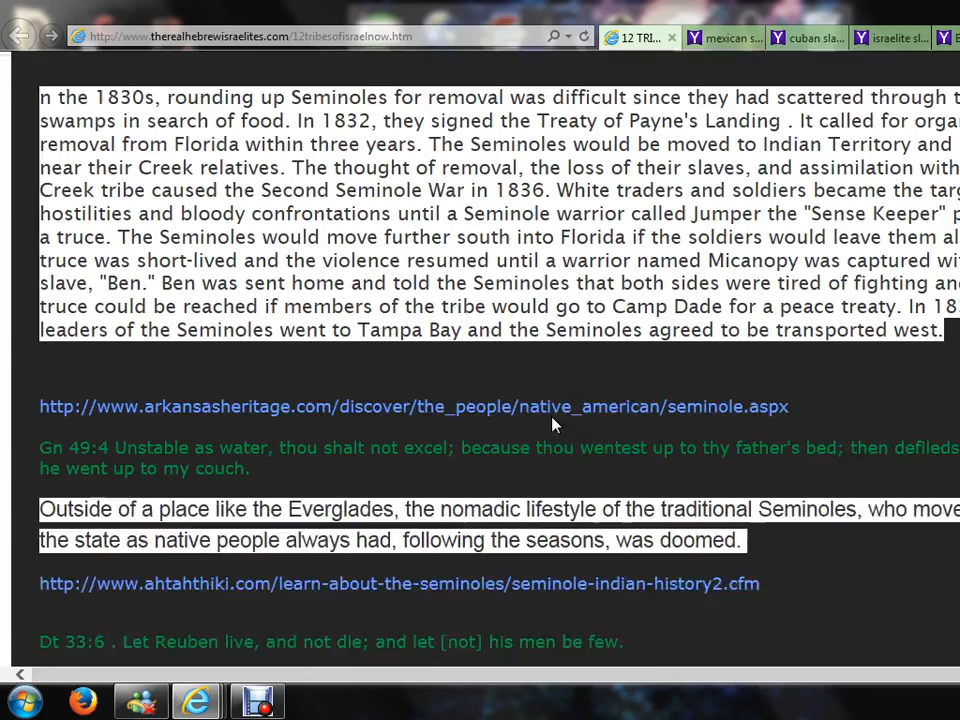 http://www.therealhebrewisraelites.com/12tribesofisraelnow.htm
12 TRI...
mexican s...
cuban sla...
israelite sl...
n the 1830s, rounding up Seminoles for removal was difficult since they had scattered through t
swamps in search of food. In 1832, they signed the Treaty of Payne's Landing . It called for orga
removal from Florida within three years. The Seminoles would be moved to Indian Territory and
near their Creek relatives. The thought of removal, the loss of their slaves, and assimilation with
Creek tribe caused the Second Seminole War in 1836. White traders and soldiers became the targ
hostilities and bloody confrontations until a Seminole warrior called Jumper the "Sense Keeper" p
a truce. The Seminoles would move further south into Florida if the soldiers would leave them al
truce was short-lived and the violence resumed until a warrior named Micanopy was captured wi
slave, "Ben." Ben was sent home and told the Seminoles that both sides were tired of fighting an
truce could be reached if members of the tribe would go to Camp Dade for a peace treaty. In 183
leaders of the Seminoles went to Tampa Bay and the Seminoles agreed to be transported west.
http://www.arkansasheritage.com/discover/the_people/native_american/seminole.aspx
Gn 49:4 Unstable as water, thou shalt not excel; because thou wentest up to thy father's bed; then defileds
he went up to my couch.
Outside of a place like the Everglades, the nomadic lifestyle of the traditional Seminoles, who move
the state as native people always had, following the seasons, was doomed.
http://www.ahtahthiki.com/learn-about-the-seminoles/seminole-indian-history2.cfm
Dt 33:6 . Let Reuben live, and not die; and let [not] his men be few.